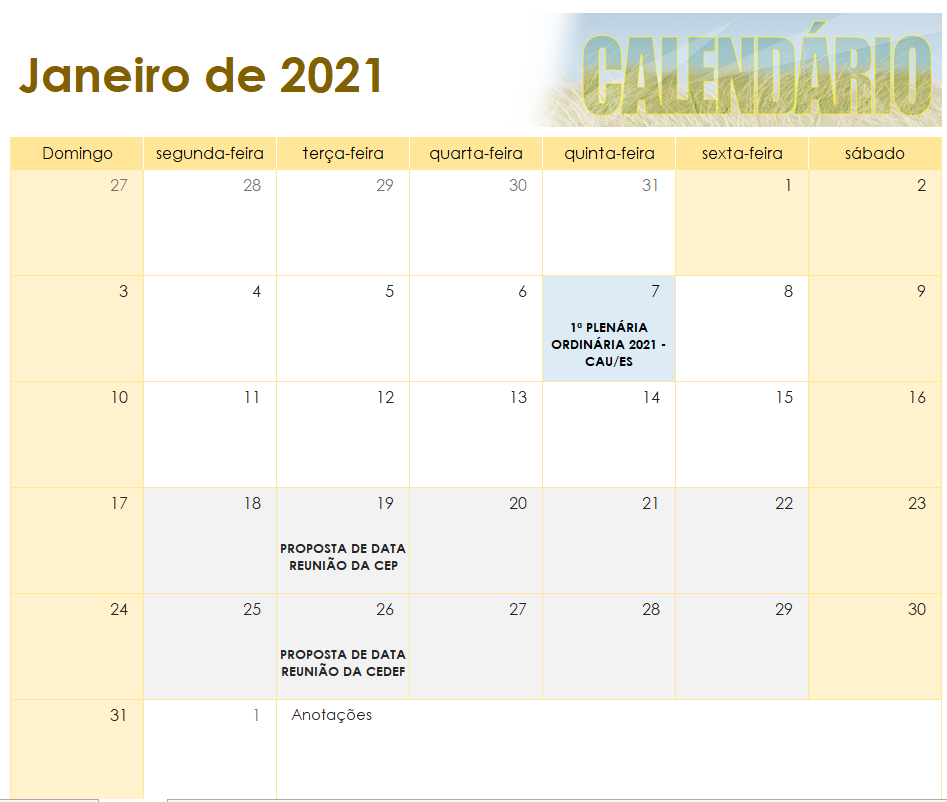 Janeiro de 2021
CALENDÁRIO
Domingo segunda-feira terça-feira quarta-feira quinta-feira sexta-feira sábado
27 28 29 30 31 1 2
3 4 5 6 7 8 9
1ª PLENÁRIA
ORDINÁRIA 2021 -
CAU/ES
10 11 12 13 14 15 16
17 18 19 20 21 22 23
PROPOSTA DE DATA
REUNIÃO DA CEP
24 25 26 27 28 29 30
PROPOSTA DE DATA
REUNIÃO DA CEDEF
31 1 Anotações